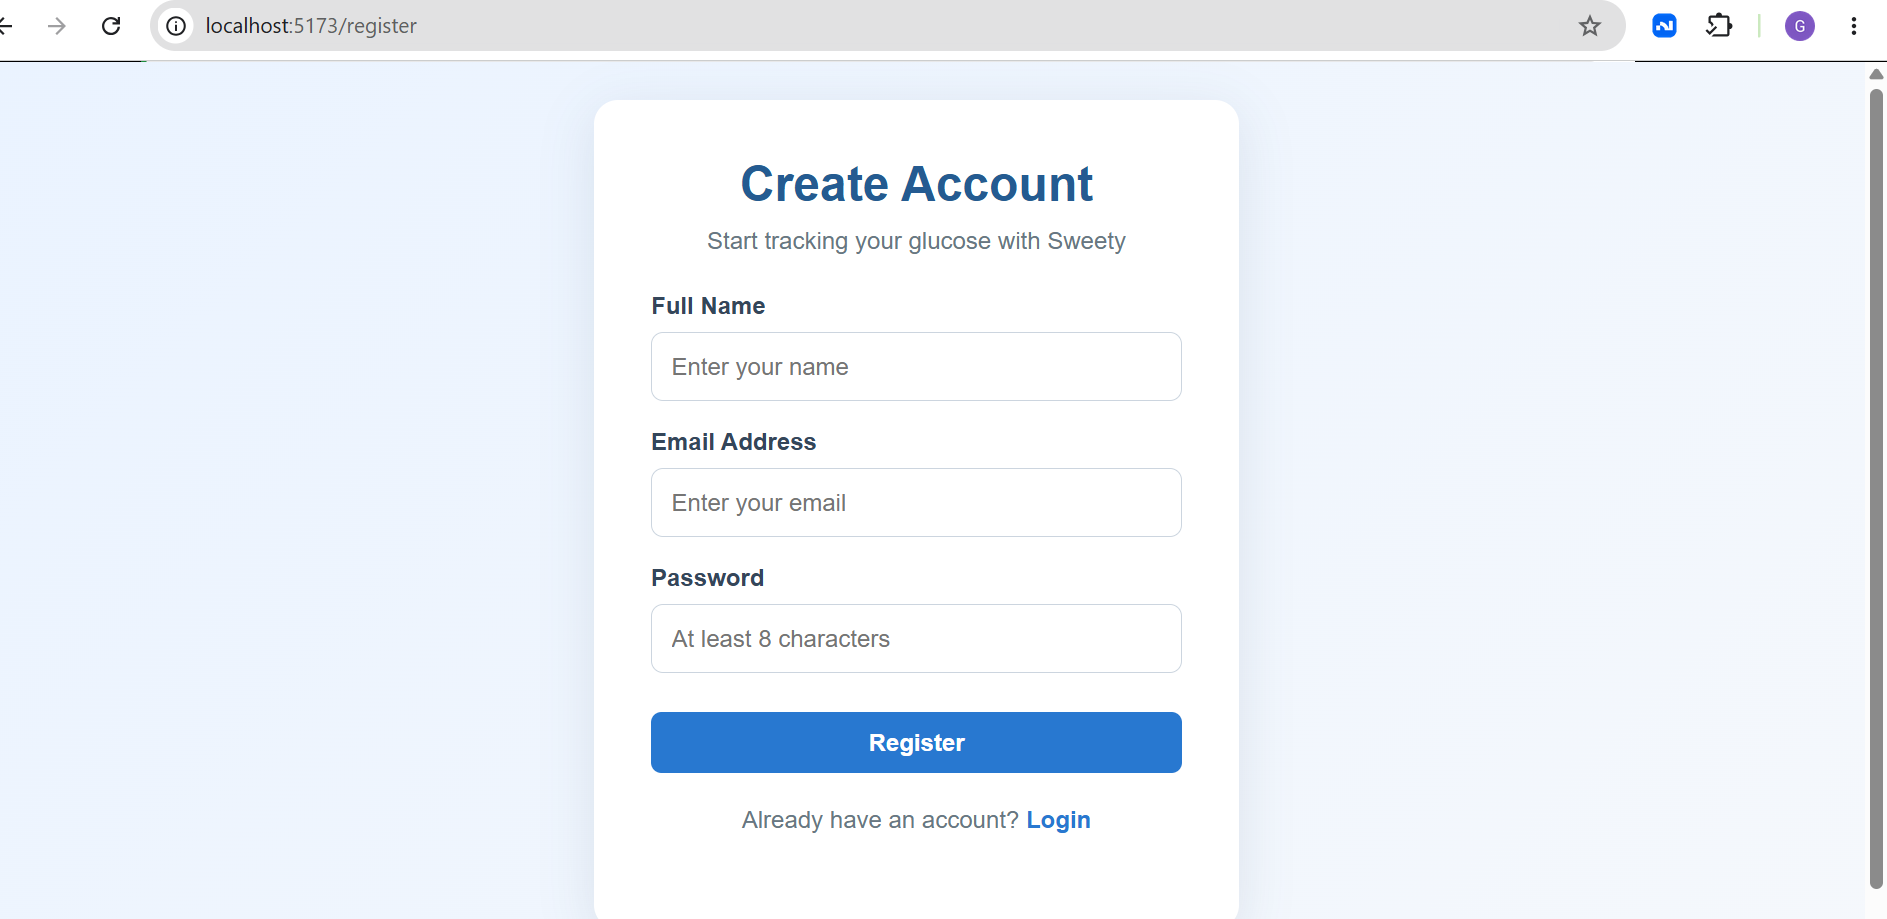 localhost:5173/register
G
Create Account
Start tracking your glucose with Sweety
Full Name
Enter your name
Email Address
Enter your email
Password
At least 8 characters
Register
Already have an account? Login